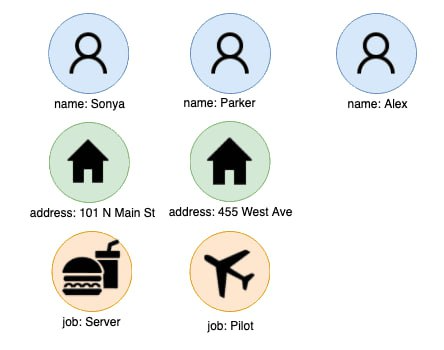 name: Sonya
name: Parker
name: Alex
address: 101 N Main St
address: 455 West Ave
job: Server
job: Pilot